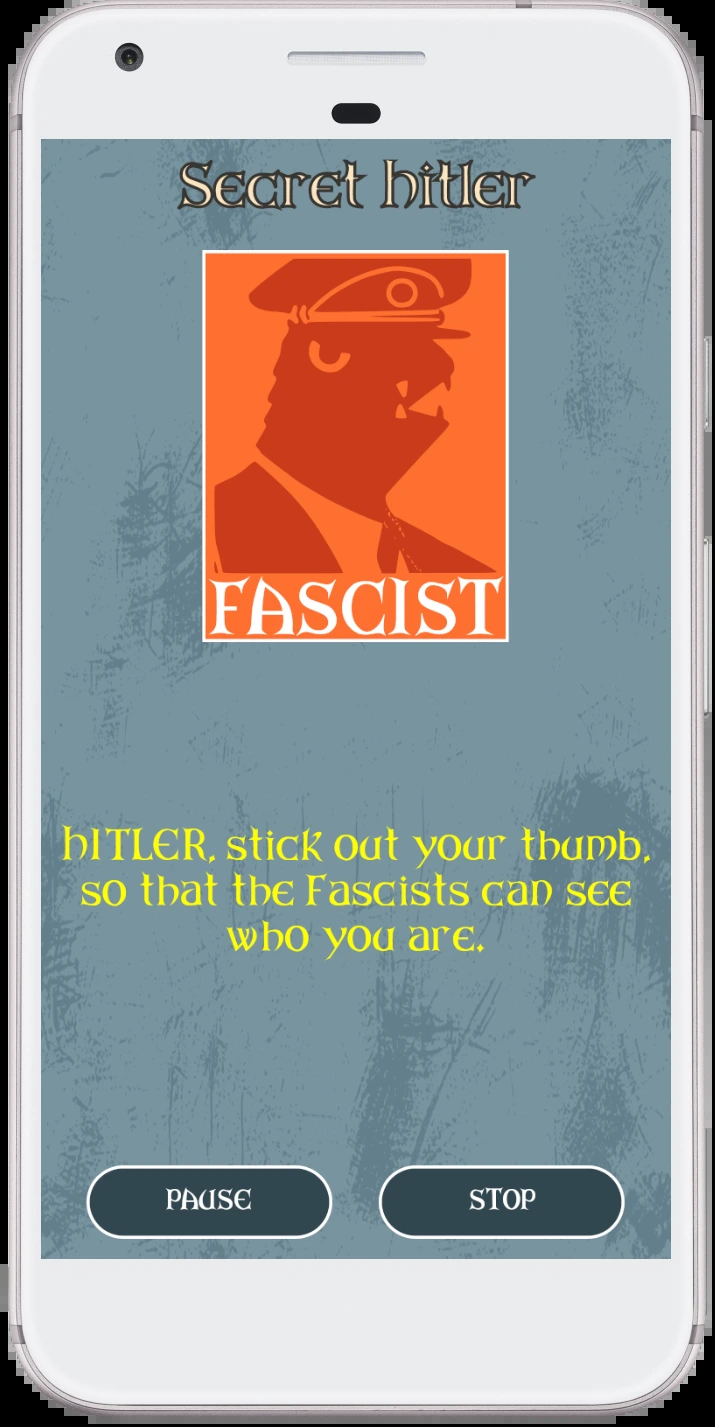 Secret hitler
FASCIST
hITLER, stick out your thumb,
so that the Fascists can see
who you are.
PAUSE
STOP